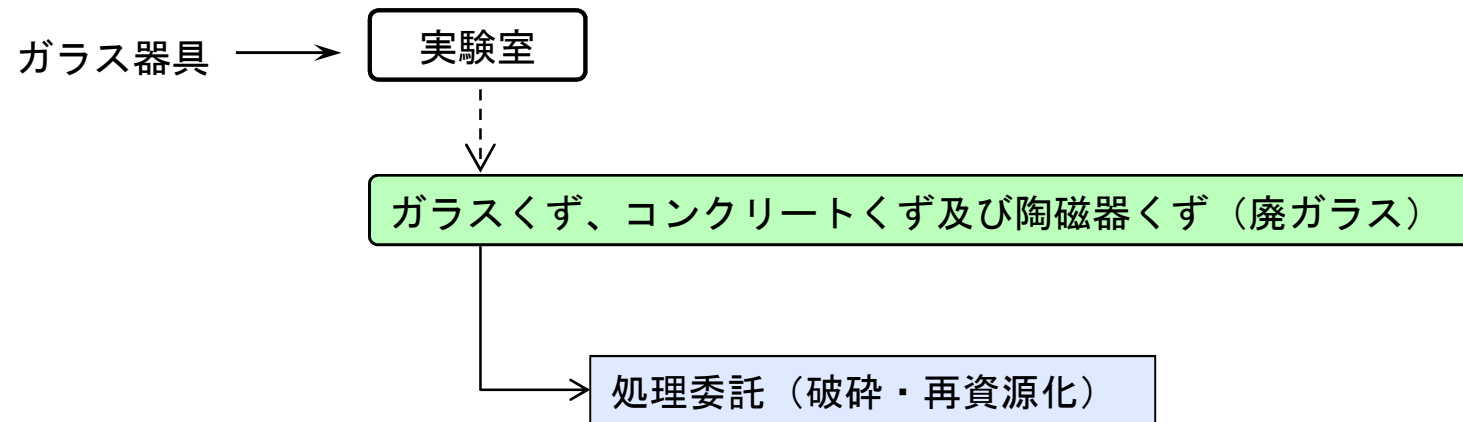 ガラス器具
実験室
ガラスくず、コンクリートくず及び陶磁器くず（廃ガラス）
処理委託（破砕・再資源化）